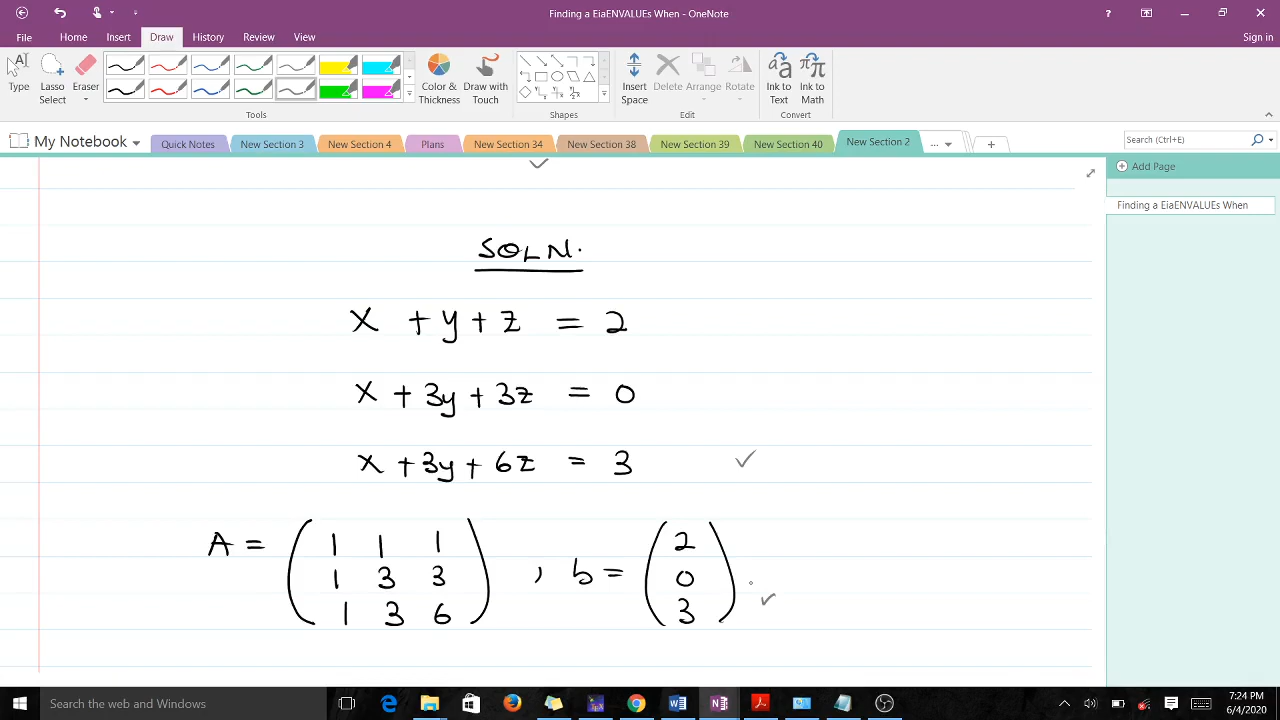 Finding a EiaENVALUEs When - OneNote
File Home Insert Draw History Review View Sign in
Type Lasso Select Eraser Color & Thickness Draw with Touch Insert Space Delete Arrange Rotate Ink to Text Ink to Math
Tools Shapes Edit Convert
My Notebook Quick Notes New Section 3 New Section 4 Plans New Section 34 New Section 38 New Section 39 New Section 40 New Section 2 ... Search (Ctrl+E)
Add Page
Finding a EiaENVALUEs When
SOLN.
x + y + z = 2
x + 3y + 3z = 0
x + 3y + 6z = 3
A = ( 1 1 1 , b = ( 2
1 3 3 0
1 3 6 ) 3 )
Search the web and Windows
7:24 PM
6/4/2020